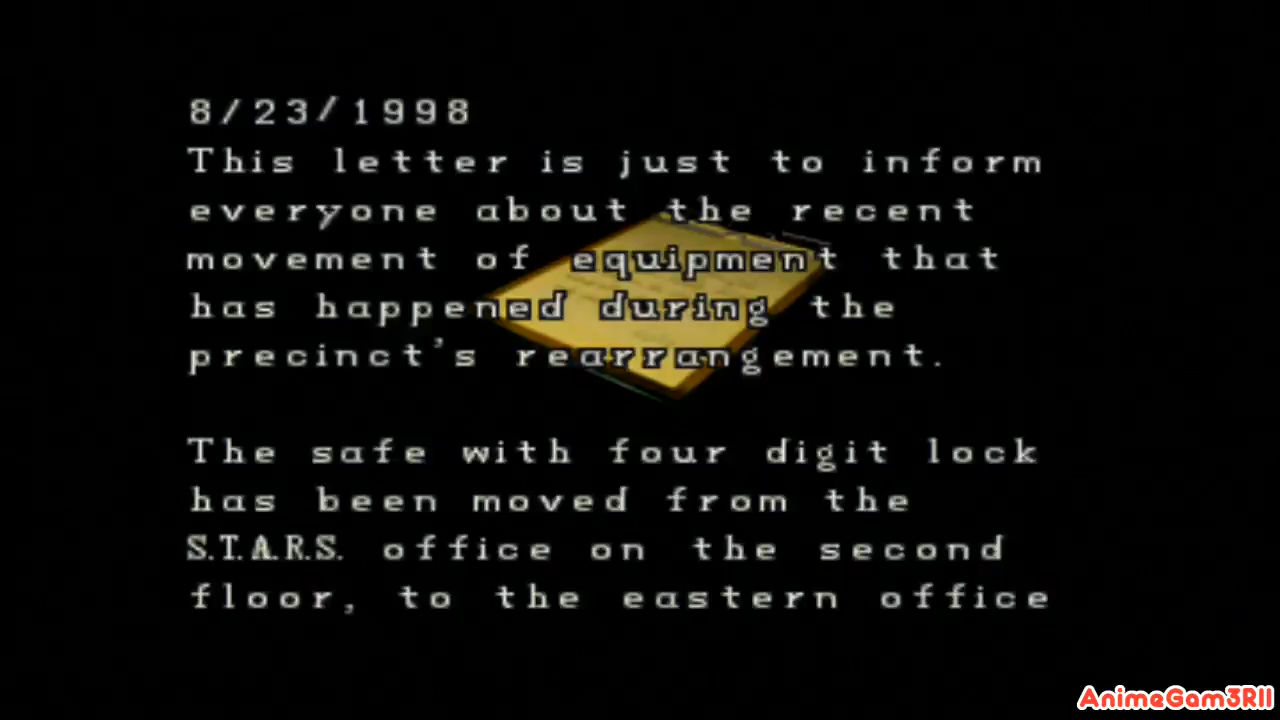 8/23/1998
This letter is just to inform
everyone about the recent
movement of equipment that
has happened during the
precinct's rearrangement.
The safe with four digit lock
has been moved from the
S.T.A.R.S. office on the second
floor, to the eastern office
AnimeGam3RII